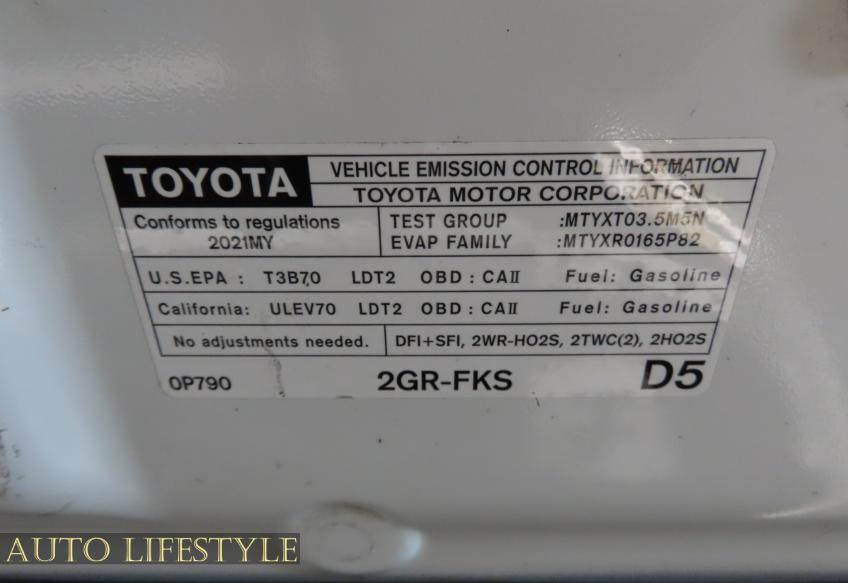 TOYOTA
VEHICLE EMISSION CONTROL INFORMATION
TOYOTA MOTOR CORPORATION
Conforms to regulations
2021MY
TEST GROUP :MTYXT03.5M5N
EVAP FAMILY :MTYXR0165P82
U.S.EPA : T3B70 LDT2 OBD : CAⅡ Fuel: Gasoline
California: ULEV70 LDT2 OBD : CAⅡ Fuel: Gasoline
No adjustments needed.
DFI+SFI, 2WR-HO2S, 2TWC(2), 2HO2S
0P790
2GR-FKS
D5
AUTO LIFESTYLE